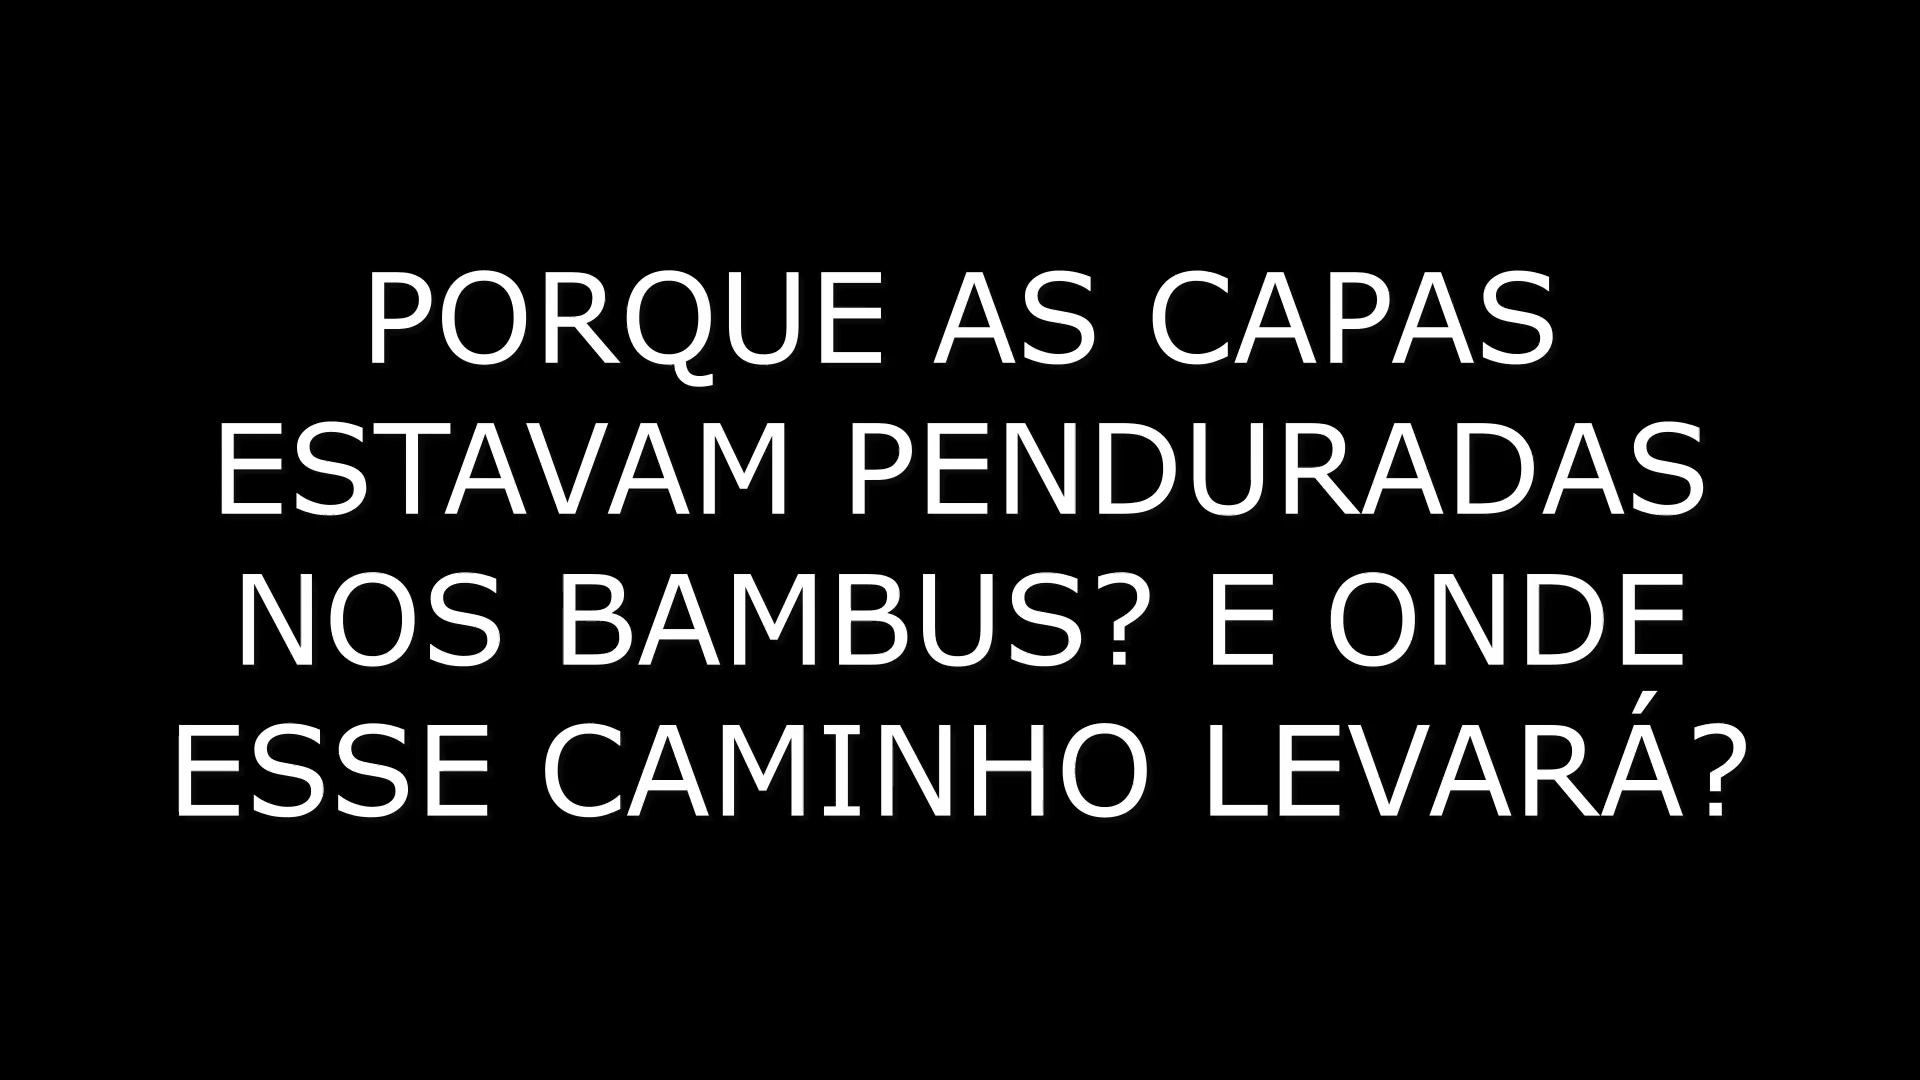 PORQUE AS CAPAS
ESTAVAM PENDURADAS
NOS BAMBUS? E ONDE
ESSE CAMINHO LEVARÁ?